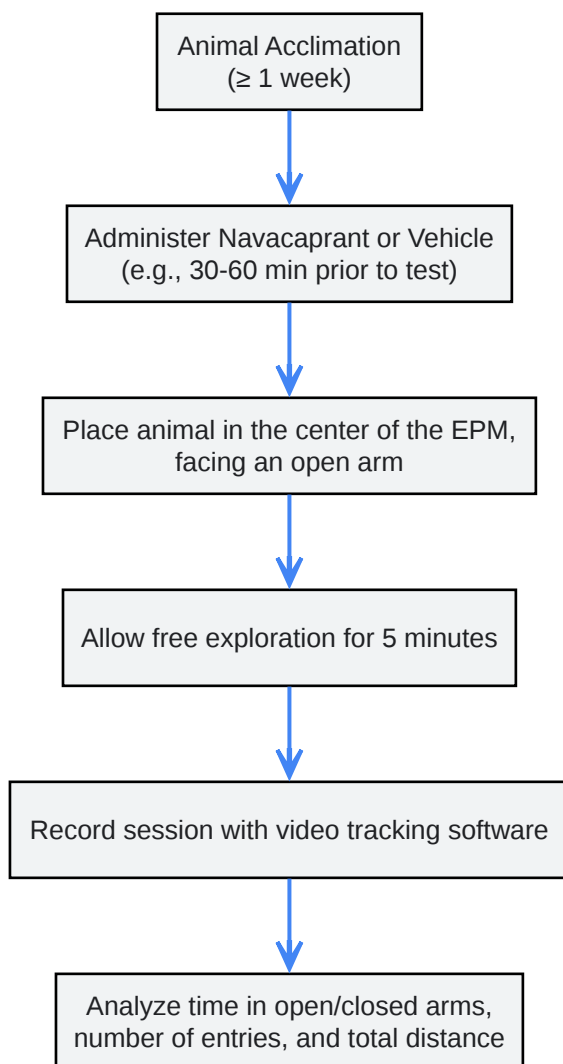 Animal Acclimation
(≥ 1 week)
Administer Navacaprant or Vehicle
(e.g., 30-60 min prior to test)
Place animal in the center of the EPM,
facing an open arm
Allow free exploration for 5 minutes
Record session with video tracking software
Analyze time in open/closed arms,
number of entries, and total distance